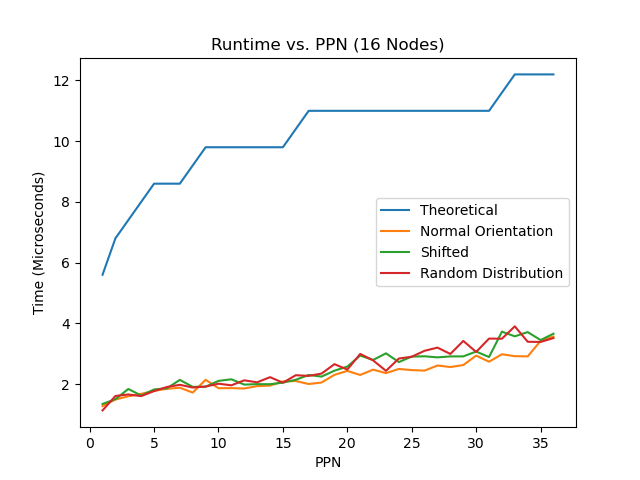 Runtime vs. PPN (16 Nodes)
12
10
8
6
4
2
Time (Microseconds)
Theoretical
Normal Orientation
Shifted
Random Distribution
0 5 10 15 20 25 30 35
PPN